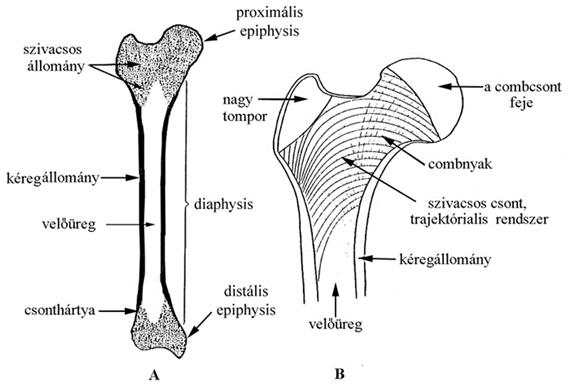 proximális
epiphysis
szivacsos
állomány
kéregállomány
velőüreg
diaphysis
csonthártya
distális
epiphysis
A
nagy
tompor
a combcsont
feje
combnyak
szivacsos csont,
trajektórialis rendszer
kéregállomány
velőüreg
B